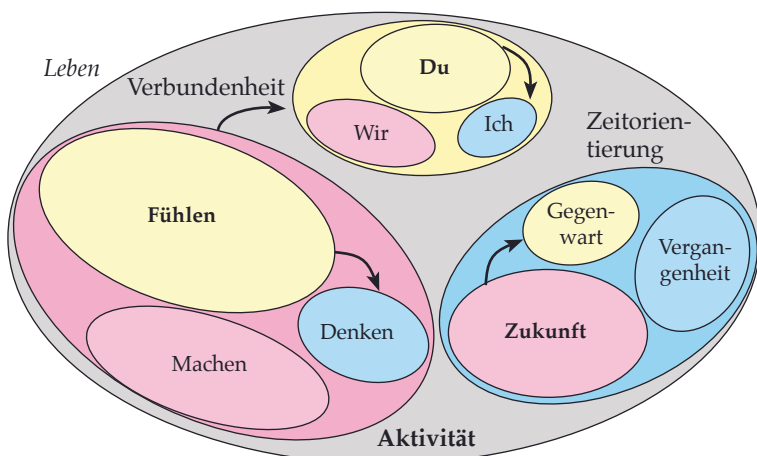 Leben
Verbundenheit
Du
Wir
Ich
Zeitorien-
tierung
Fühlen
Gegen-
wart
Vergan-
genheit
Denken
Machen
Zukunft
Aktivität